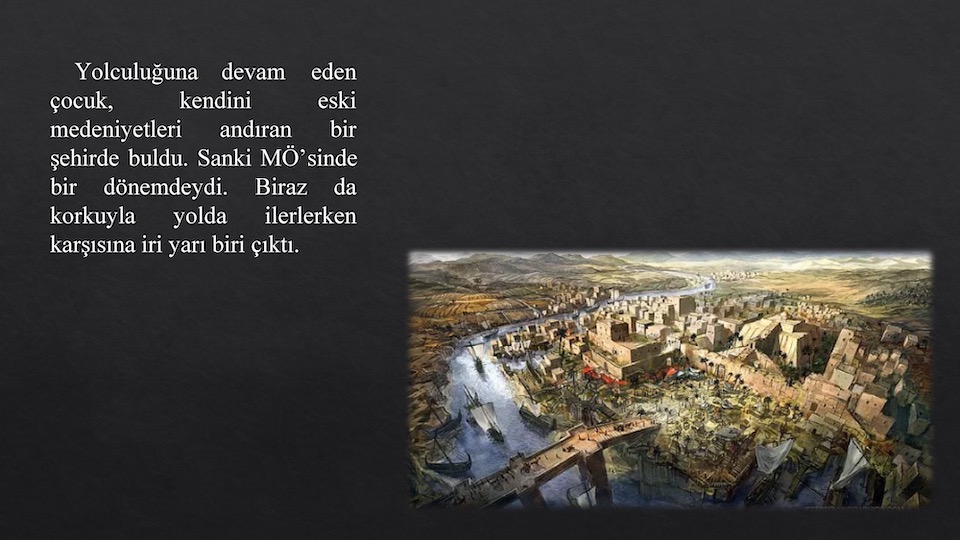 Yolculuğuna devam eden
çocuk, kendini eski
medeniyetleri andıran bir
şehirde buldu. Sanki MÖ’sinde
bir dönemdeydi. Biraz da
korkuyla yolda ilerlerken
karşısına iri yarı biri çıktı.